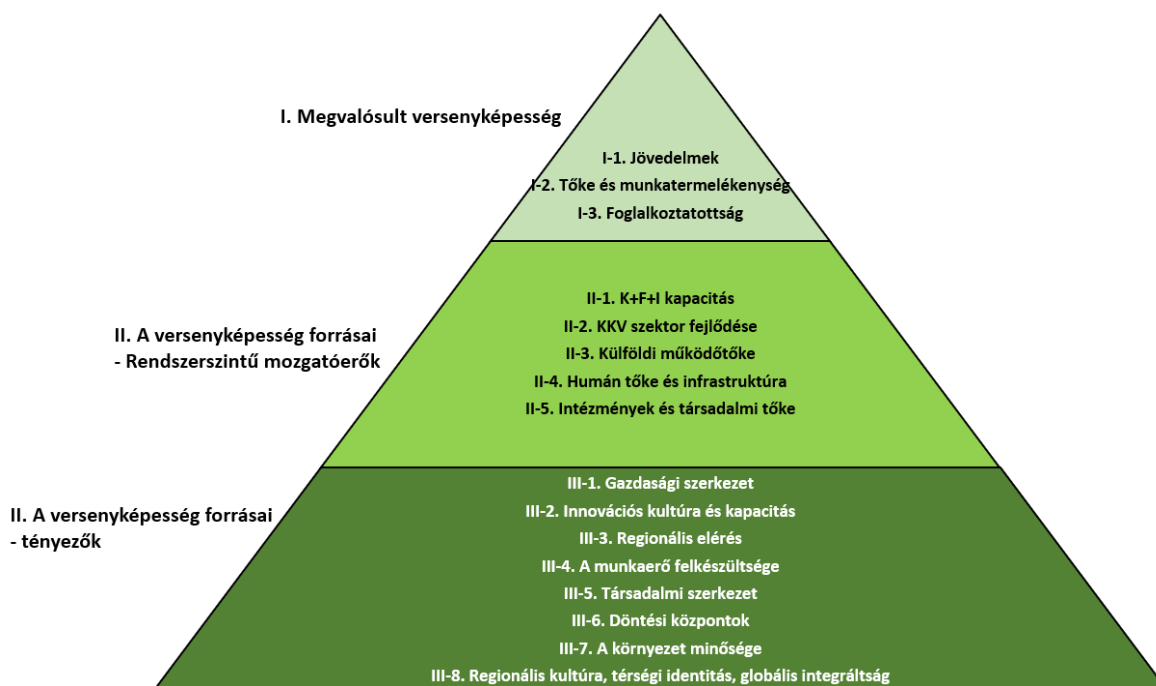 I. Megvalósult versenyképesség
I-1. Jövedelmek
I-2. Tőke és munkatermelékenység
I-3. Foglalkoztatottság
II. A versenyképesség forrásai
- Rendszerszintű mozgatóerők
II-1. K+F+I kapacitás
II-2. KKV szektor fejlődése
II-3. Külföldi működőtőke
II-4. Humán tőke és infrastruktúra
II-5. Intézmények és társadalmi tőke
II. A versenyképesség forrásai
- tényezők
III-1. Gazdasági szerkezet
III-2. Innovációs kultúra és kapacitás
III-3. Regionális elérés
III-4. A munkaerő felkészültsége
III-5. Társadalmi szerkezet
III-6. Döntési központok
III-7. A környezet minősége
III-8. Regionális kultúra, térségi identitás, globális integráltság